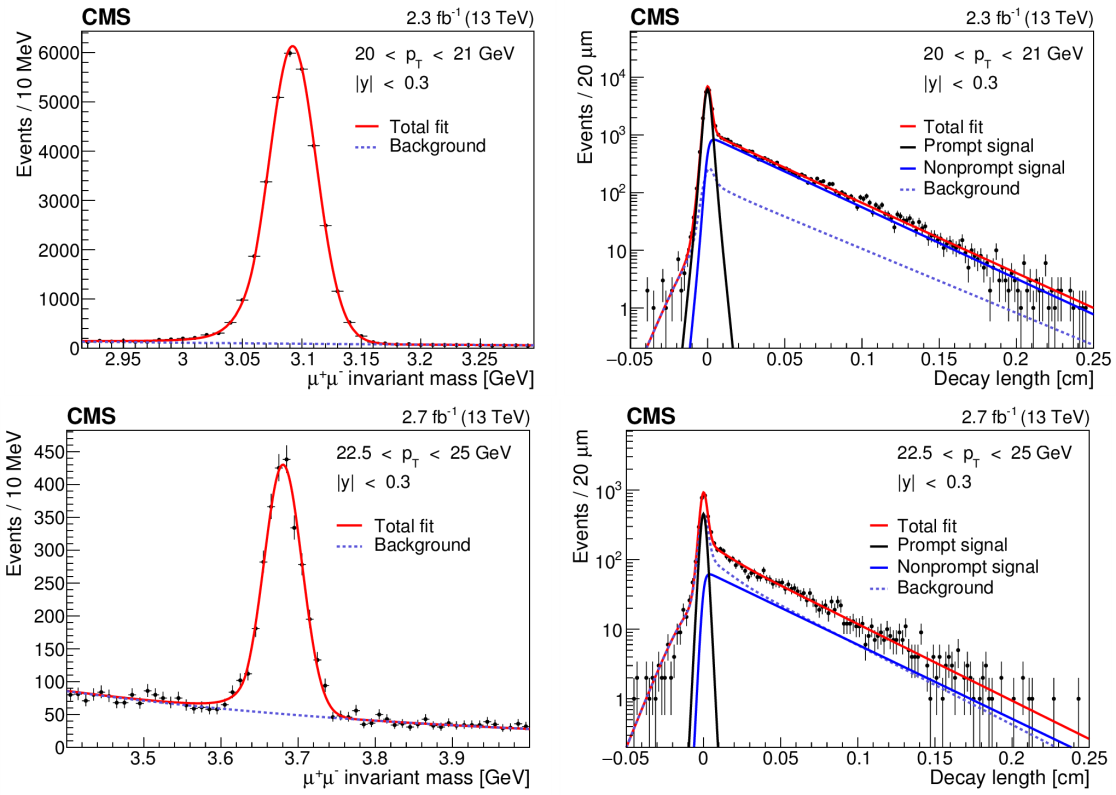 CMS 2.3 fb⁻¹ (13 TeV)
Events / 10 MeV
6000
5000
4000
3000
2000
1000
0
20 < p_T < 21 GeV
|y| < 0.3
Total fit
Background
2.95 3 3.05 3.1 3.15 3.2 3.25
μ⁺μ⁻ invariant mass [GeV]
CMS 2.3 fb⁻¹ (13 TeV)
Events / 20 μm
10⁴
10³
10²
10
1
20 < p_T < 21 GeV
|y| < 0.3
Total fit
Prompt signal
Nonprompt signal
Background
−0.05 0 0.05 0.1 0.15 0.2 0.25
Decay length [cm]
CMS 2.7 fb⁻¹ (13 TeV)
Events / 10 MeV
450
400
350
300
250
200
150
100
50
0
22.5 < p_T < 25 GeV
|y| < 0.3
Total fit
Background
3.5 3.6 3.7 3.8 3.9
μ⁺μ⁻ invariant mass [GeV]
CMS 2.7 fb⁻¹ (13 TeV)
Events / 20 μm
10³
10²
10
1
22.5 < p_T < 25 GeV
|y| < 0.3
Total fit
Prompt signal
Nonprompt signal
Background
−0.05 0 0.05 0.1 0.15 0.2 0.25
Decay length [cm]